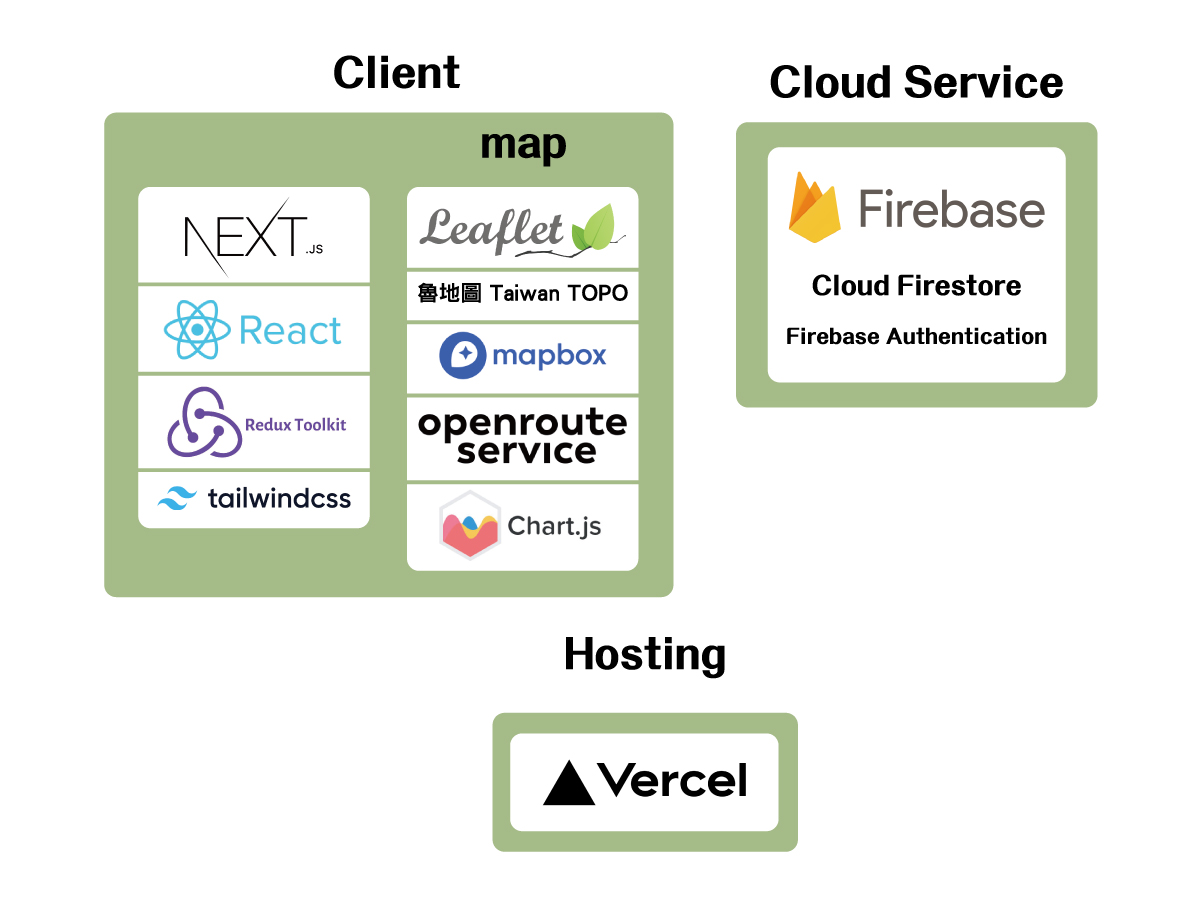 Client
map
NEXT.JS
React
Redux Toolkit
tailwindcss
Leaflet
魯地圖 Taiwan TOPO
mapbox
openroute
service
Chart.js
Cloud Service
Firebase
Cloud Firestore
Firebase Authentication
Hosting
Vercel